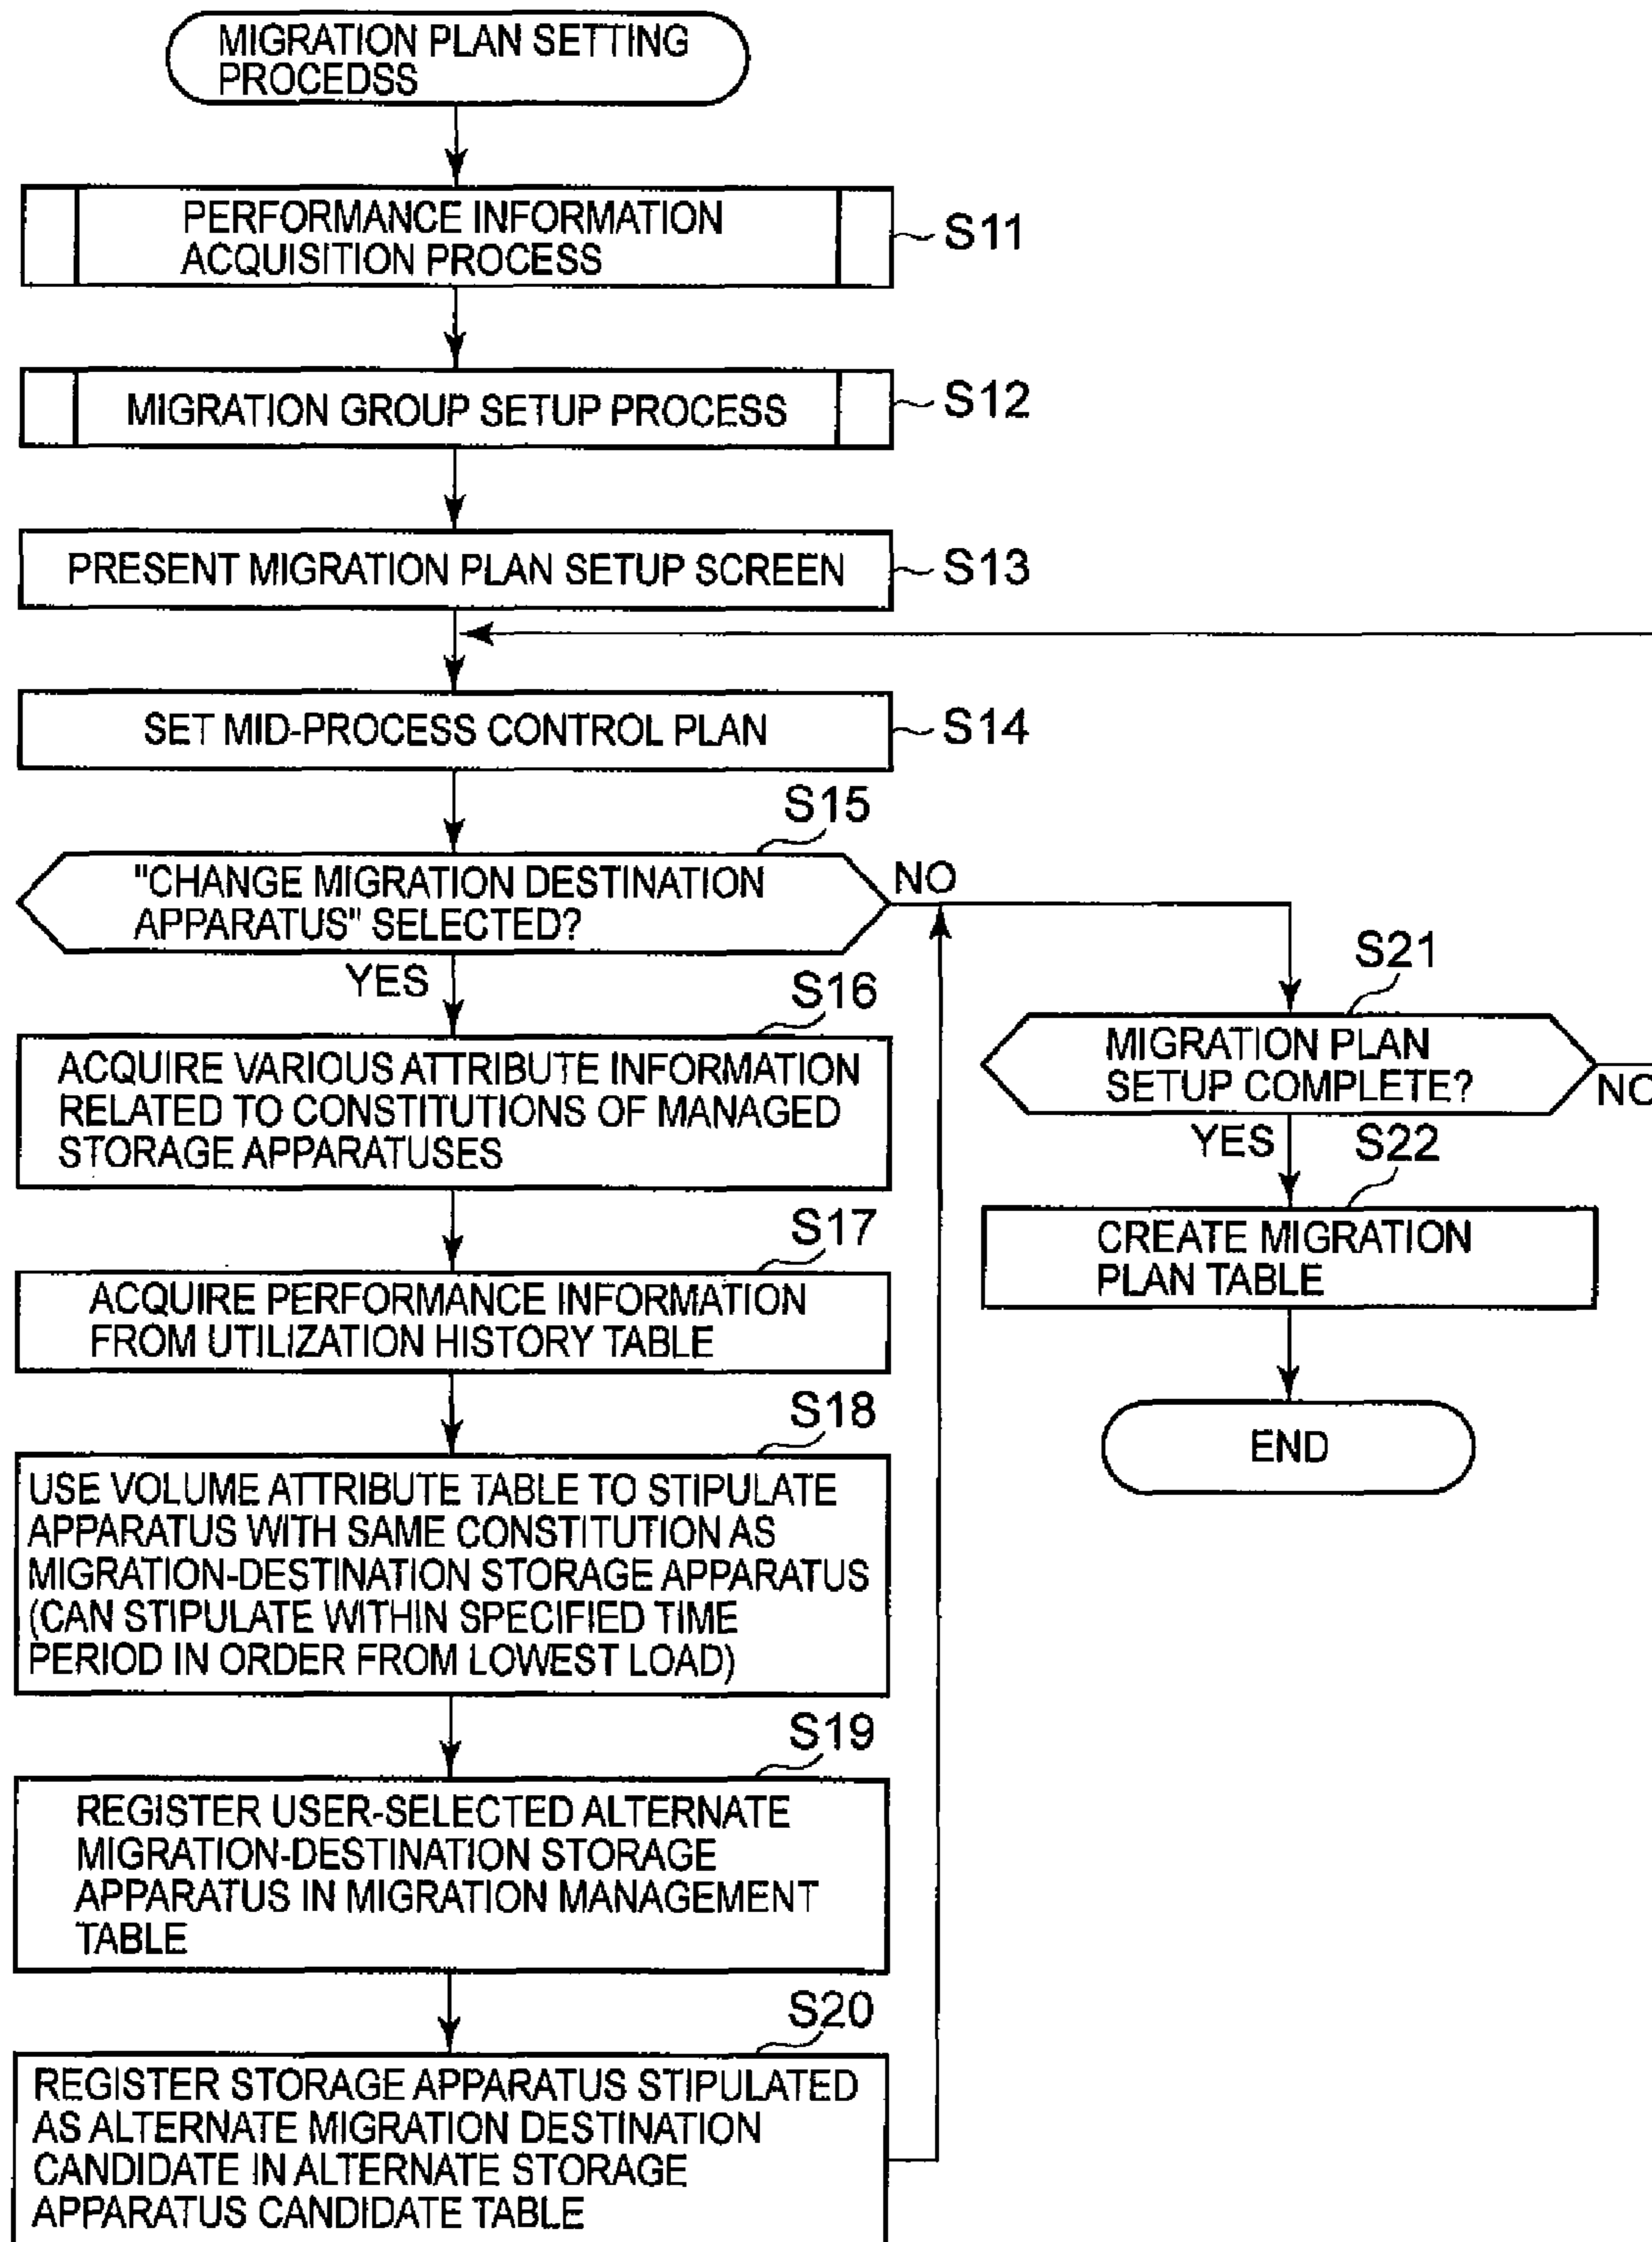 MIGRATION PLAN SETTING
PROCEDSS
PERFORMANCE INFORMATION
ACQUISITION PROCESS
S11
MIGRATION GROUP SETUP PROCESS
S12
PRESENT MIGRATION PLAN SETUP SCREEN
S13
SET MID-PROCESS CONTROL PLAN
S14
S15
"CHANGE MIGRATION DESTINATION
APPARATUS" SELECTED?
NO
YES
S16
ACQUIRE VARIOUS ATTRIBUTE INFORMATION
RELATED TO CONSTITUTIONS OF MANAGED
STORAGE APPARATUSES
S17
ACQUIRE PERFORMANCE INFORMATION
FROM UTILIZATION HISTORY TABLE
S18
USE VOLUME ATTRIBUTE TABLE TO STIPULATE
APPARATUS WITH SAME CONSTITUTION AS
MIGRATION-DESTINATION STORAGE APPARATUS
(CAN STIPULATE WITHIN SPECIFIED TIME
PERIOD IN ORDER FROM LOWEST LOAD)
S19
REGISTER USER-SELECTED ALTERNATE
MIGRATION-DESTINATION STORAGE
APPARATUS IN MIGRATION MANAGEMENT
TABLE
S20
REGISTER STORAGE APPARATUS STIPULATED
AS ALTERNATE MIGRATION DESTINATION
CANDIDATE IN ALTERNATE STORAGE
APPARATUS CANDIDATE TABLE
S21
MIGRATION PLAN
SETUP COMPLETE?
NO
YES
S22
CREATE MIGRATION
PLAN TABLE
END